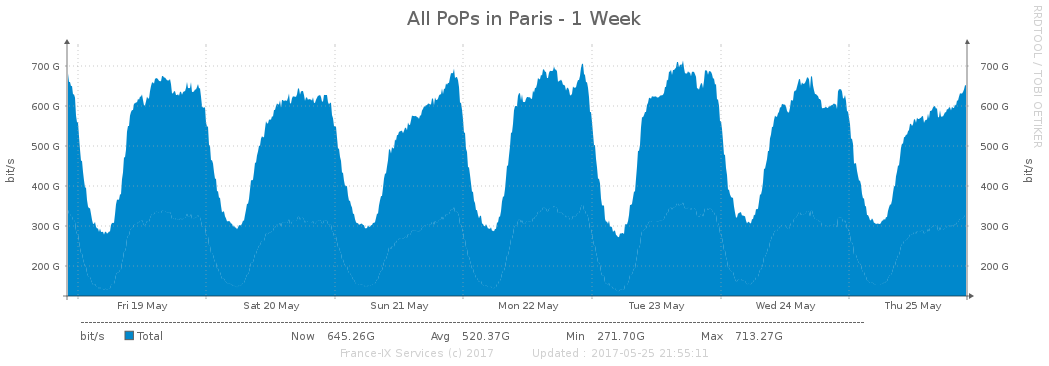 All PoPs in Paris - 1 Week
RRDTOOL / TOBI OETIKER
bit/s
700 G
600 G
500 G
400 G
300 G
200 G
700 G
600 G
500 G
400 G
300 G
200 G
bit/s
Fri 19 May Sat 20 May Sun 21 May Mon 22 May Tue 23 May Wed 24 May Thu 25 May
bit/s Total Now 645.26G Avg 520.37G Min 271.70G Max 713.27G
France-IX Services (c) 2017 Updated : 2017-05-25 21:55:11